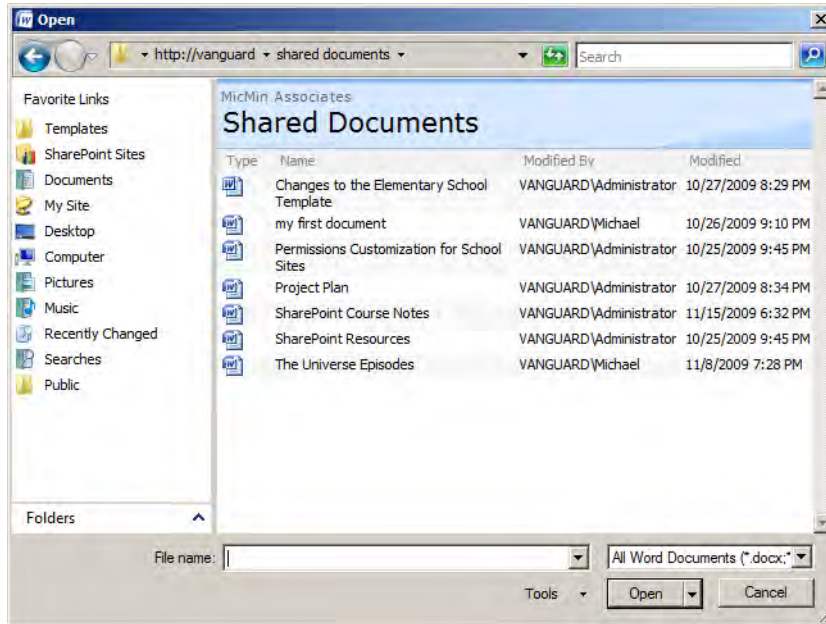 Open
http://vanguard shared documents
Search
Favorite Links
Templates
SharePoint Sites
Documents
My Site
Desktop
Computer
Pictures
Music
Recently Changed
Searches
Public
Folders
MicMin Associates
Shared Documents
Type Name Modified By Modified
Changes to the Elementary School Template VANGUARD\Administrator 10/27/2009 8:29 PM
my first document VANGUARD\Michael 10/26/2009 9:10 PM
Permissions Customization for School Sites VANGUARD\Administrator 10/25/2009 9:45 PM
Project Plan VANGUARD\Administrator 10/27/2009 8:34 PM
SharePoint Course Notes VANGUARD\Administrator 11/15/2009 6:32 PM
SharePoint Resources VANGUARD\Administrator 10/25/2009 9:45 PM
The Universe Episodes VANGUARD\Michael 11/8/2009 7:28 PM
File name:
All Word Documents (*.docx;*
Tools Open Cancel